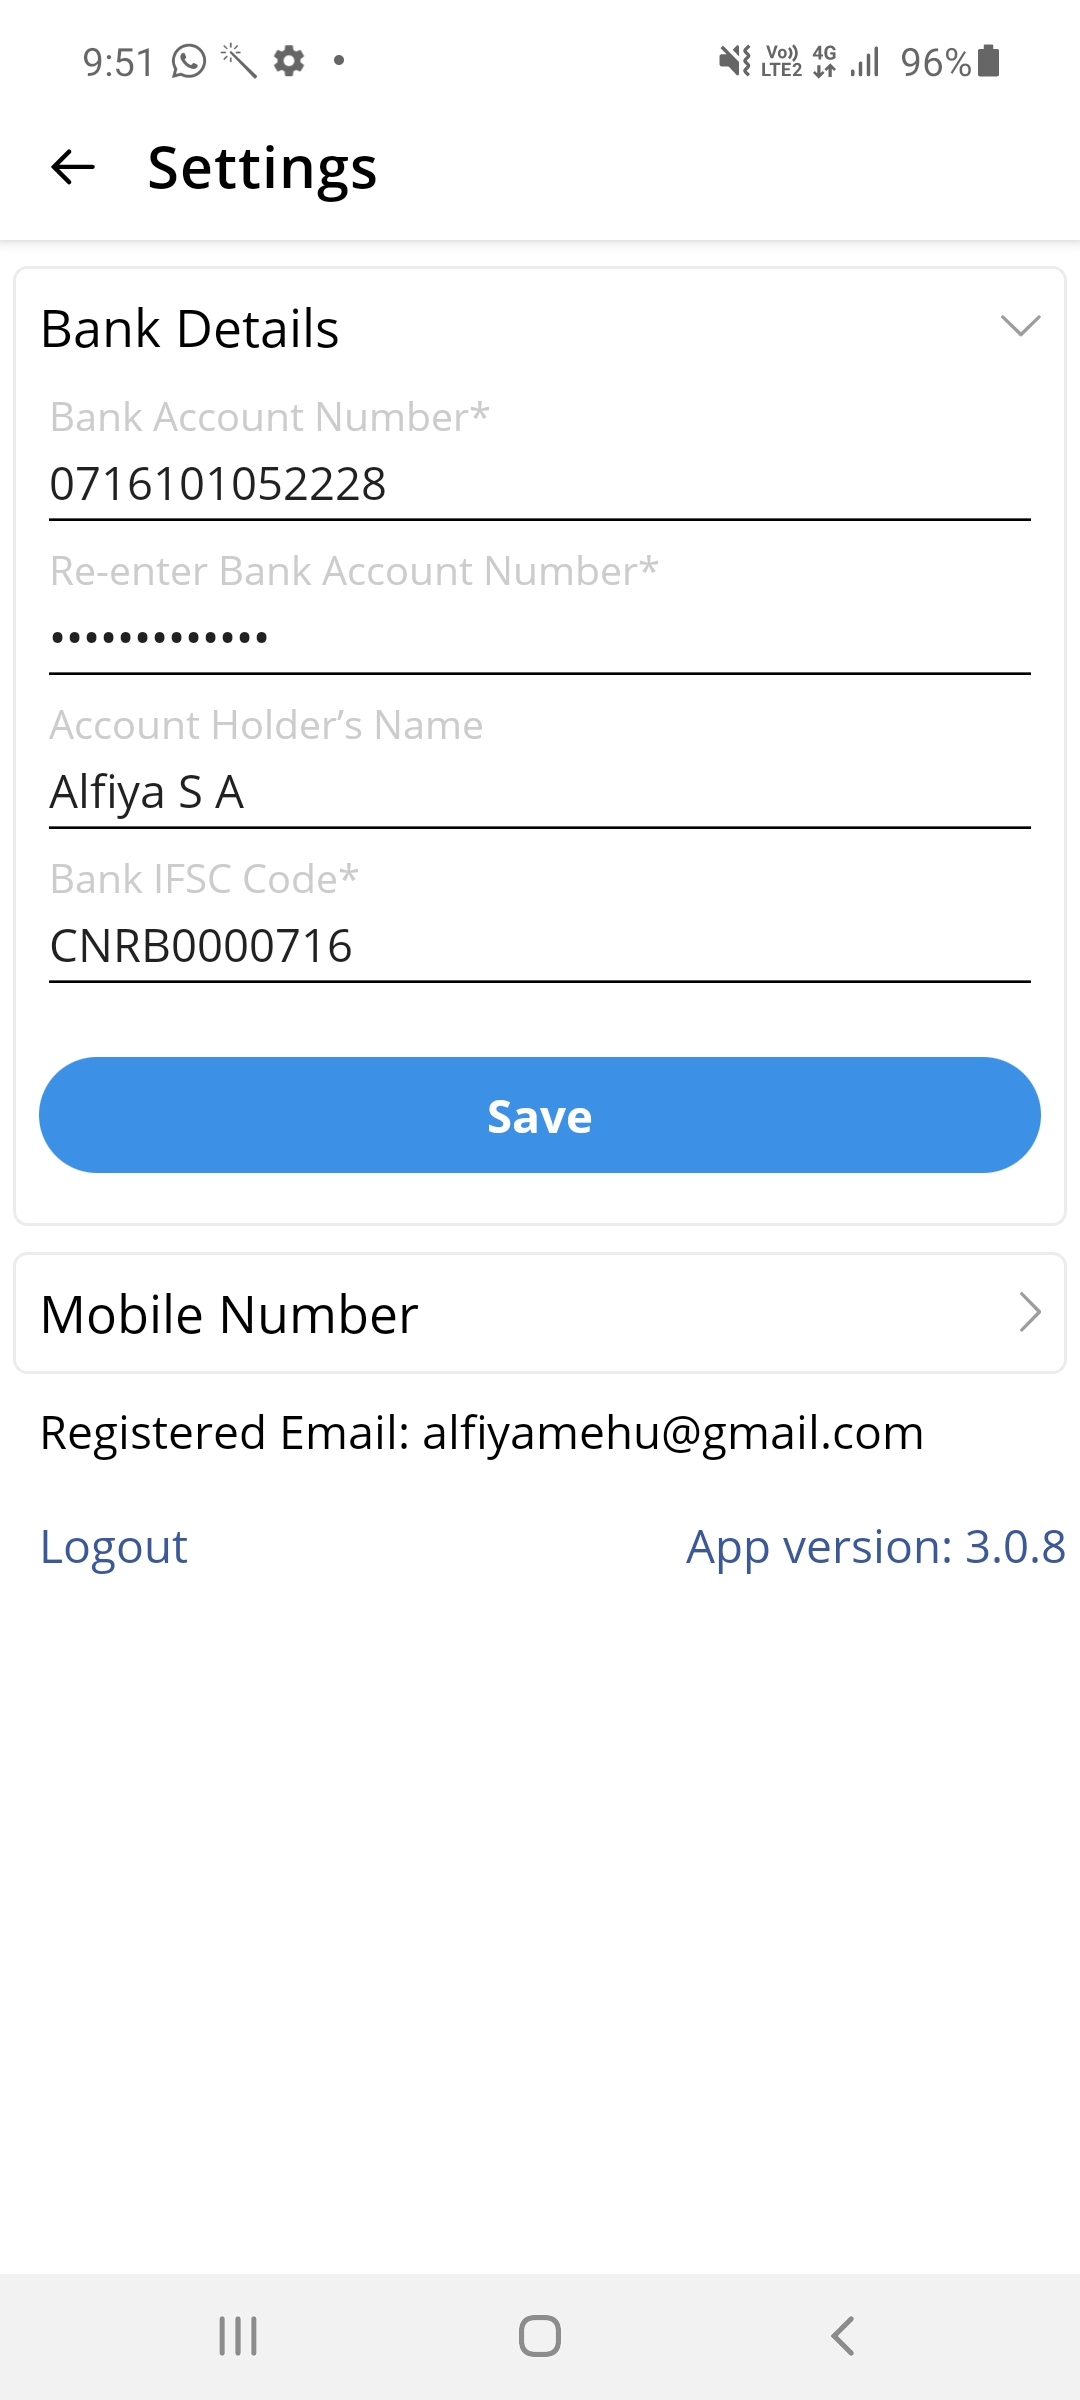 9:51 Vo)) LTE2 4G 96%
Settings
Bank Details
Bank Account Number*
0716101052228
Re-enter Bank Account Number*
•••••••••••••
Account Holder’s Name
Alfiya S A
Bank IFSC Code*
CNRB0000716
Save
Mobile Number
Registered Email: alfiyamehu@gmail.com
Logout App version: 3.0.8